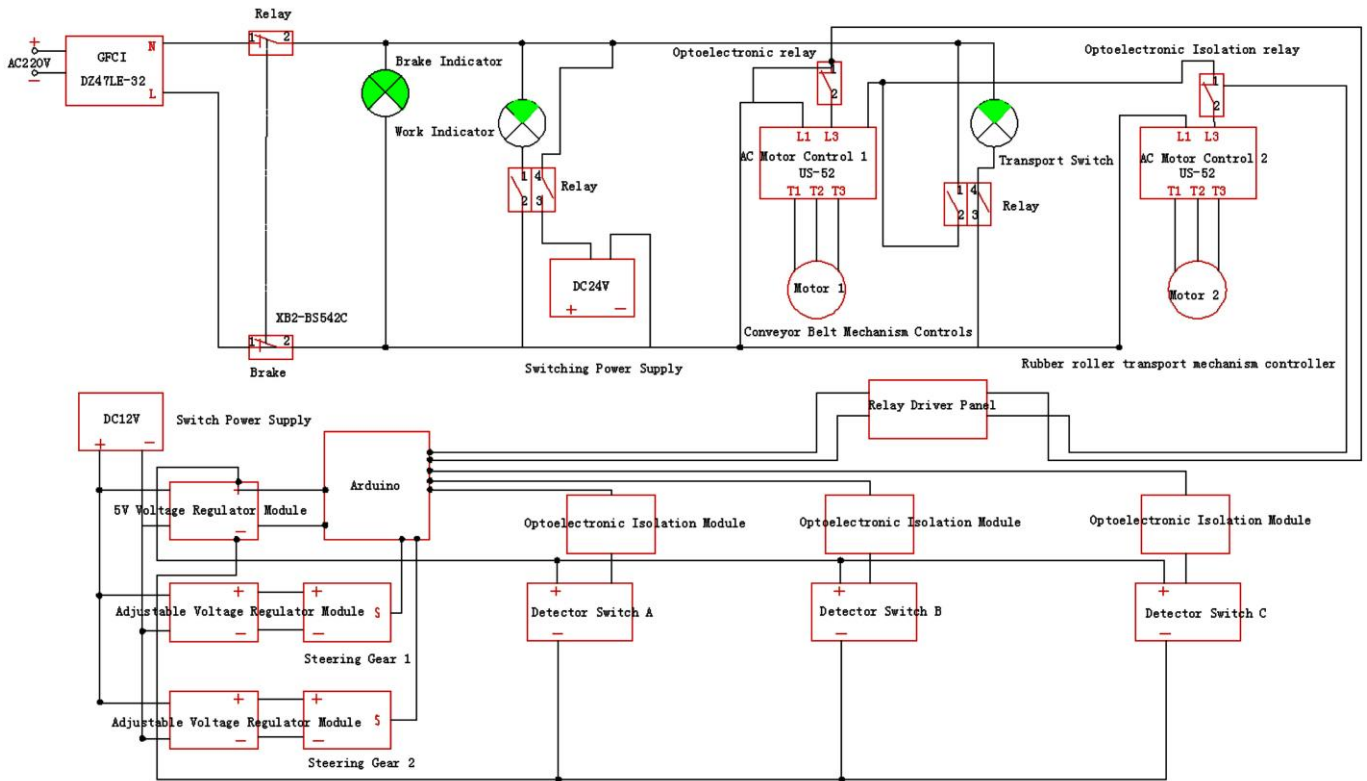 Relay
+
AC220V
−
GFCI
DZ47LE-32
N
L
1 2
Brake Indicator
Work Indicator
1 4
2 3
Relay
DC24V
+ −
Optoelectronic relay
1
2
L1 L3
AC Motor Control 1
US-52
T1 T2 T3
Motor 1
Conveyor Belt Mechanism Controls
Transport Switch
1 4
2 3
Relay
Optoelectronic Isolation relay
1
2
L1 L3
AC Motor Control 2
US-52
T1 T2 T3
Motor 2
Rubber roller transport mechanism controller
XB2-BS542C
1 2
Brake
Switching Power Supply
DC12V
+ −
Switch Power Supply
Relay Driver Panel
Arduino
+
5V Voltage Regulator Module
−
Optoelectronic Isolation Module
Optoelectronic Isolation Module
Optoelectronic Isolation Module
+
Detector Switch A
−
+
Detector Switch B
−
+
Detector Switch C
−
+ +
Adjustable Voltage Regulator Module S
− −
Steering Gear 1
+ +
Adjustable Voltage Regulator Module S
− −
Steering Gear 2